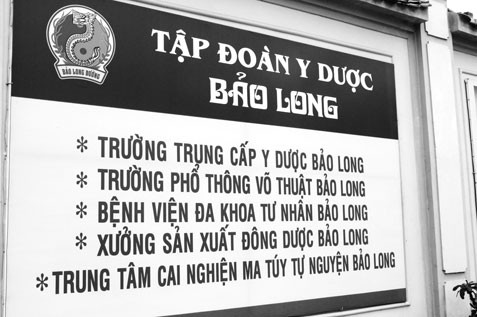 BẢO LONG ĐƯỜNG
TẬP ĐOÀN Y DƯỢC
BẢO LONG
* TRƯỜNG TRUNG CẤP Y DƯỢC BẢO LONG
* TRƯỜNG PHỔ THÔNG VÕ THUẬT BẢO LONG
* BỆNH VIỆN ĐA KHOA TƯ NHÂN BẢO LONG
* XƯỞNG SẢN XUẤT ĐÔNG DƯỢC BẢO LONG
* TRUNG TÂM CAI NGHIỆN MA TÚY TỰ NGUYỆN BẢO LONG